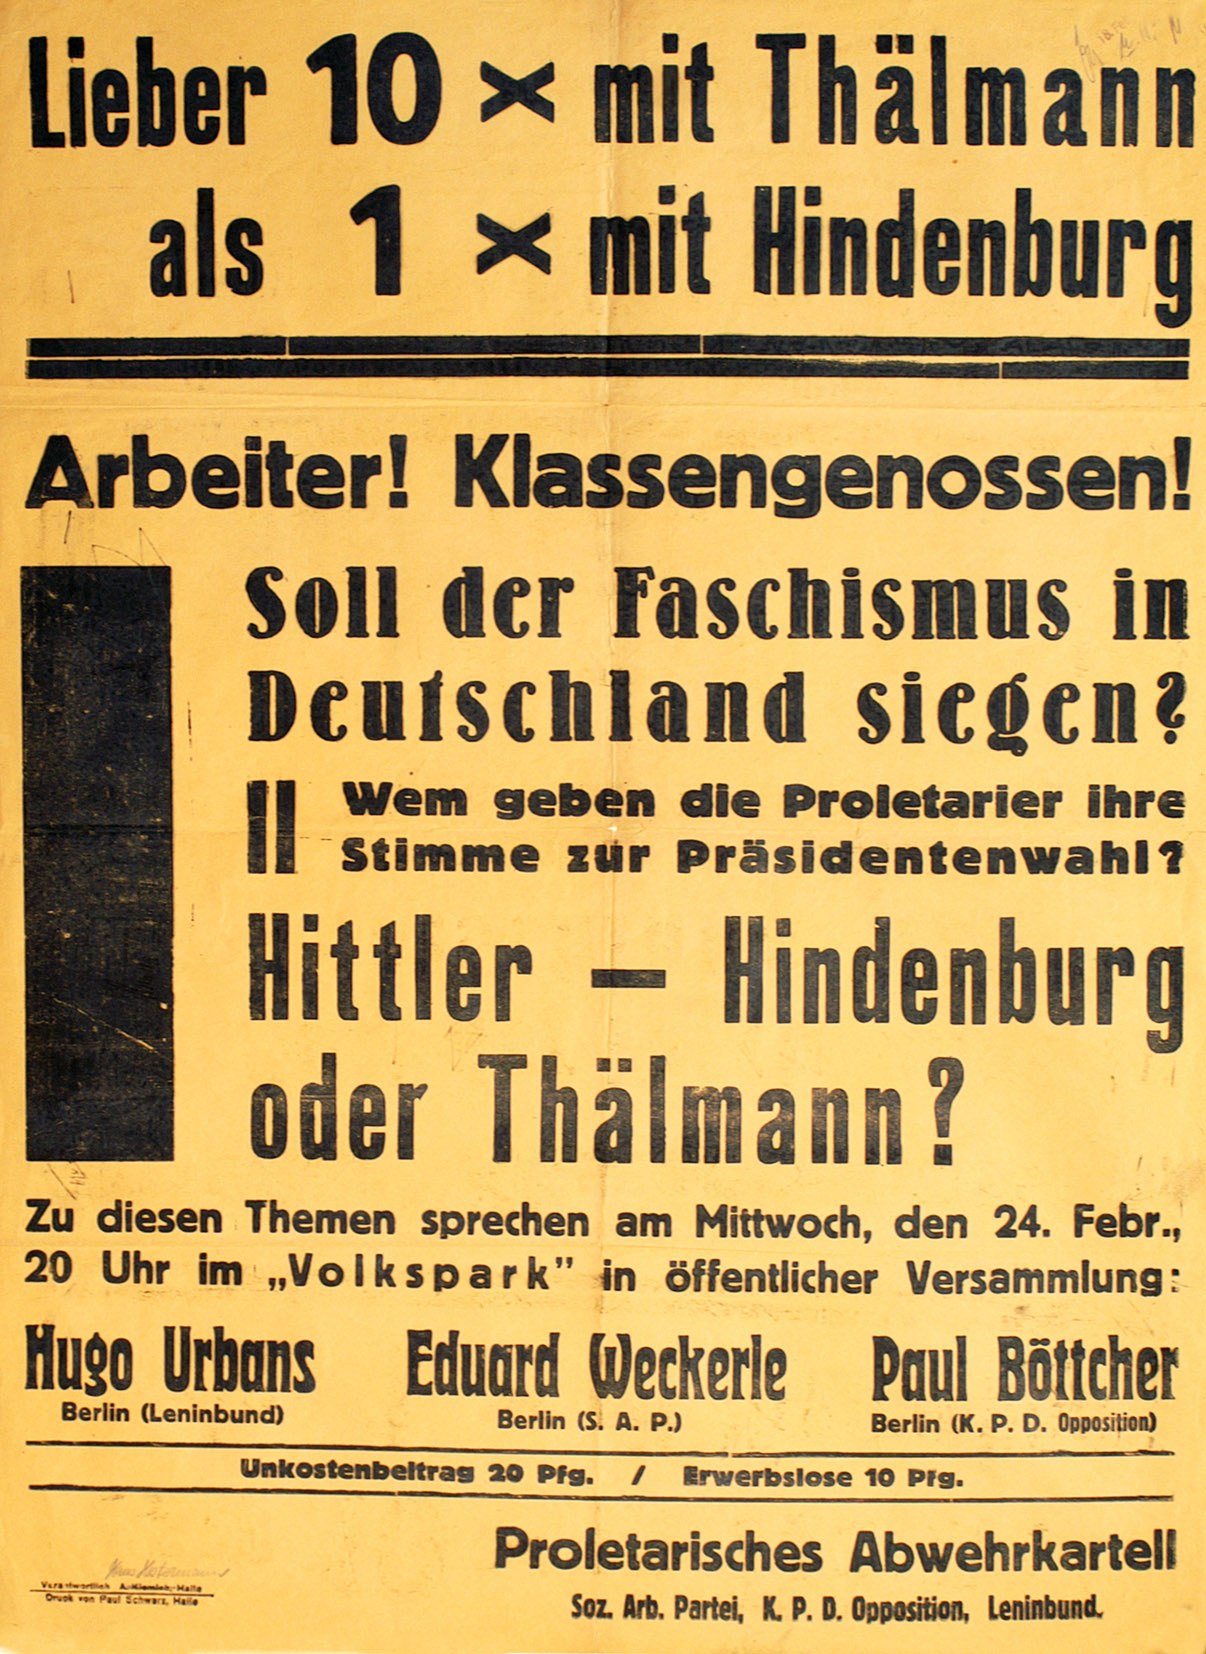 Lieber 10 × mit Thälmann
als 1 × mit Hindenburg
Arbeiter! Klassengenossen!
I Soll der Faschismus in
Deutschland siegen?
II Wem geben die Proletarier ihre
Stimme zur Präsidentenwahl?
Hittler — Hindenburg
oder Thälmann?
Zu diesen Themen sprechen am Mittwoch, den 24. Febr.,
20 Uhr im „Volkspark” in öffentlicher Versammlung:
Hugo Urbans Eduard Weckerle Paul Böttcher
Berlin (Leninbund) Berlin (S. A. P.) Berlin (K. P. D. Opposition)
Unkostenbeitrag 20 Pfg. / Erwerbslose 10 Pfg.
Proletarisches Abwehrkartell
Soz. Arb. Partei, K. P. D. Opposition, Leninbund.
Verantwortlich Halle
Druck von Paul Schwarz, Halle